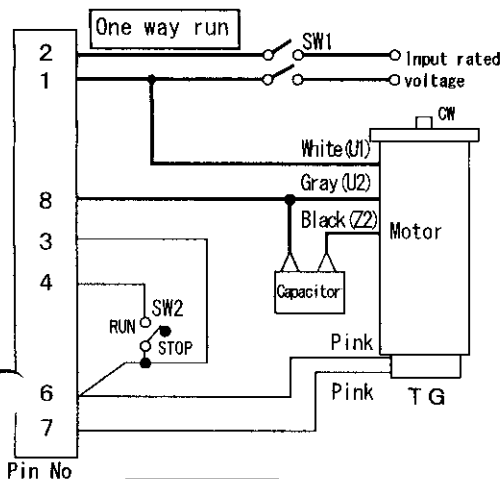 One way run
2
SW1
Input rated
1
voltage
CW
White(U1)
Gray(U2)
8
Black(Z2)
3
Motor
4
Capacitor
SW2
RUN
STOP
Pink
6
Pink
TG
7
Pin No